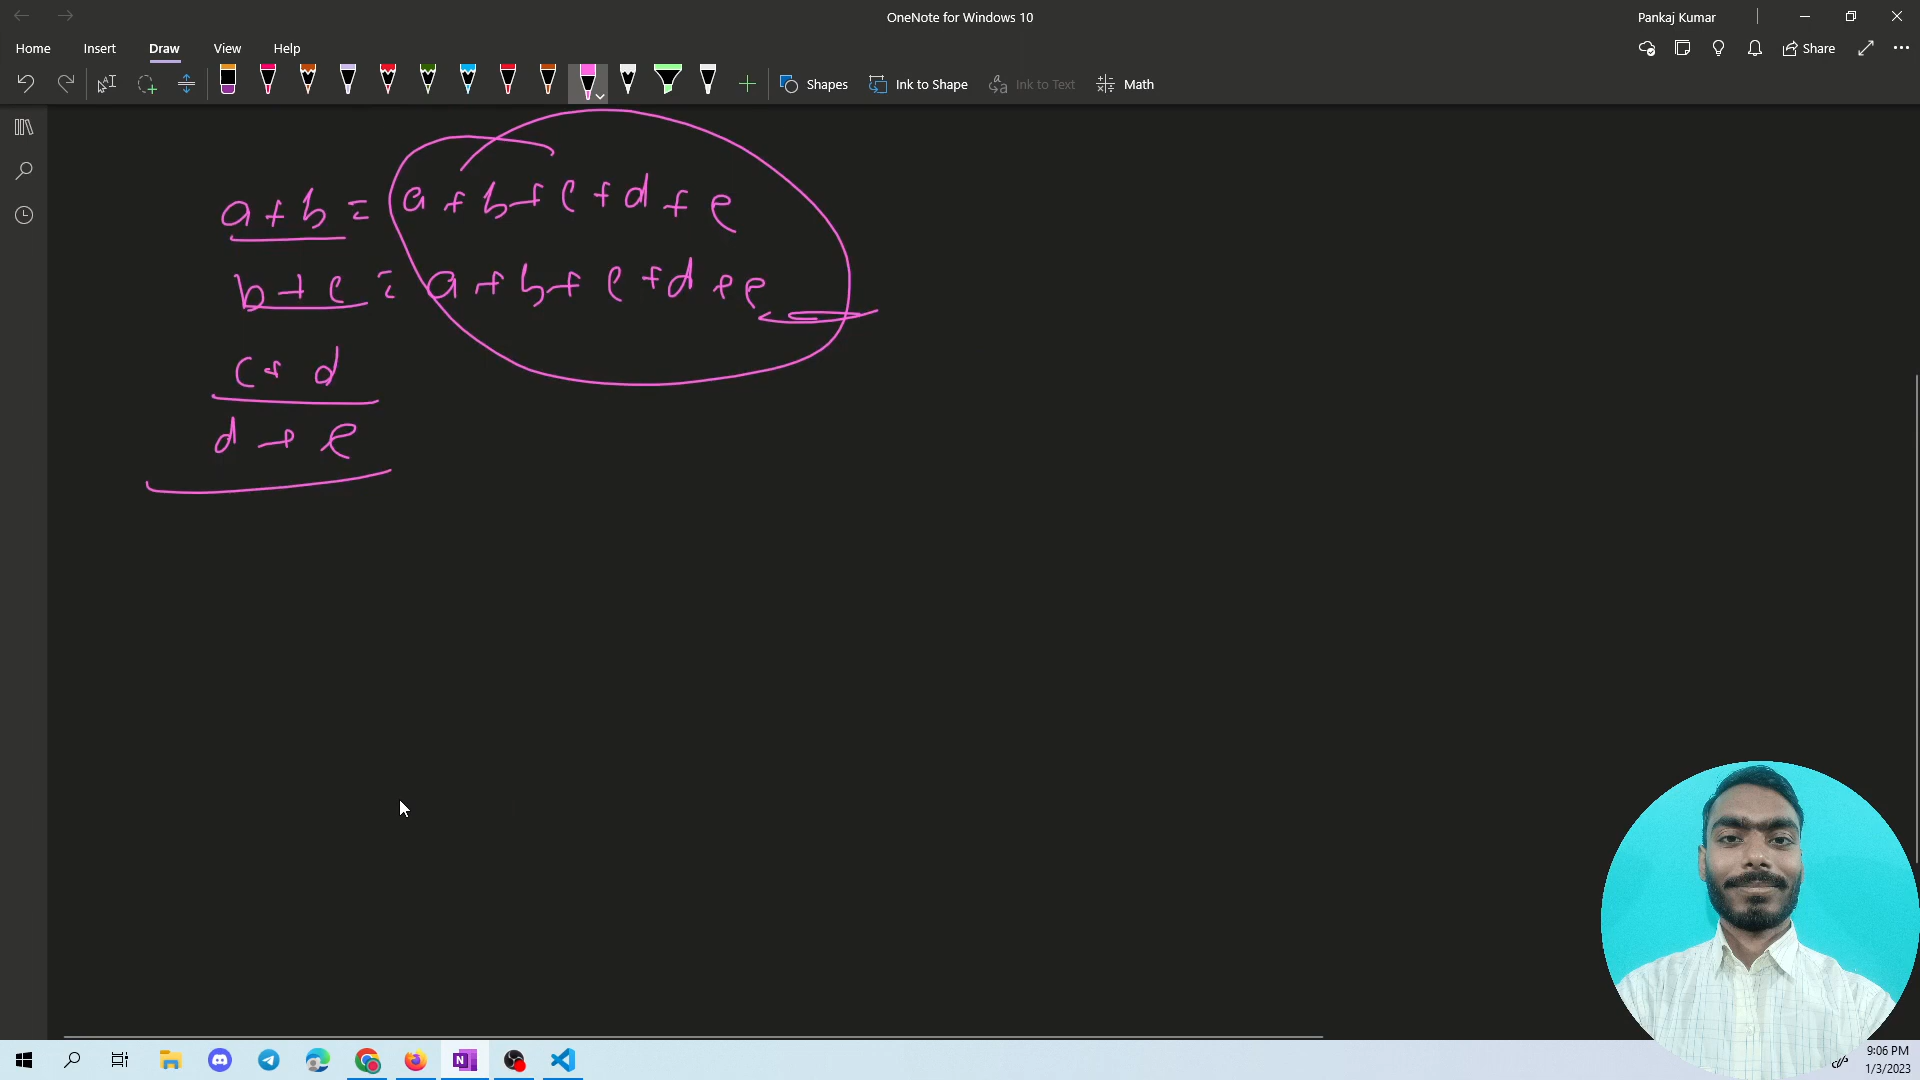 OneNote for Windows 10
Pankaj Kumar
Home Insert Draw View Help
Share
Shapes Ink to Shape Ink to Text Math
a + b = a + b + c + d + e
b + c = a + b + c + d + e
c + d
d + e
9:06 PM
1/3/2023